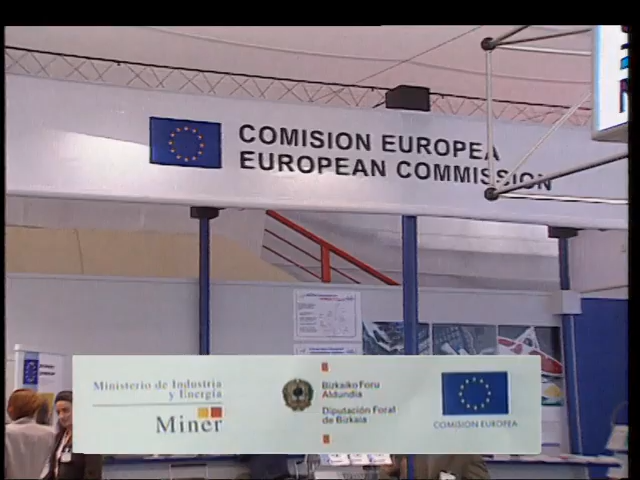 COMISION EUROPEA
EUROPEAN COMMISSION
Ministerio de Industria
y Energía
Miner
Bizkaiko Foru
Aldundia
Diputación Foral
de Bizkaia
COMISION EUROPEA